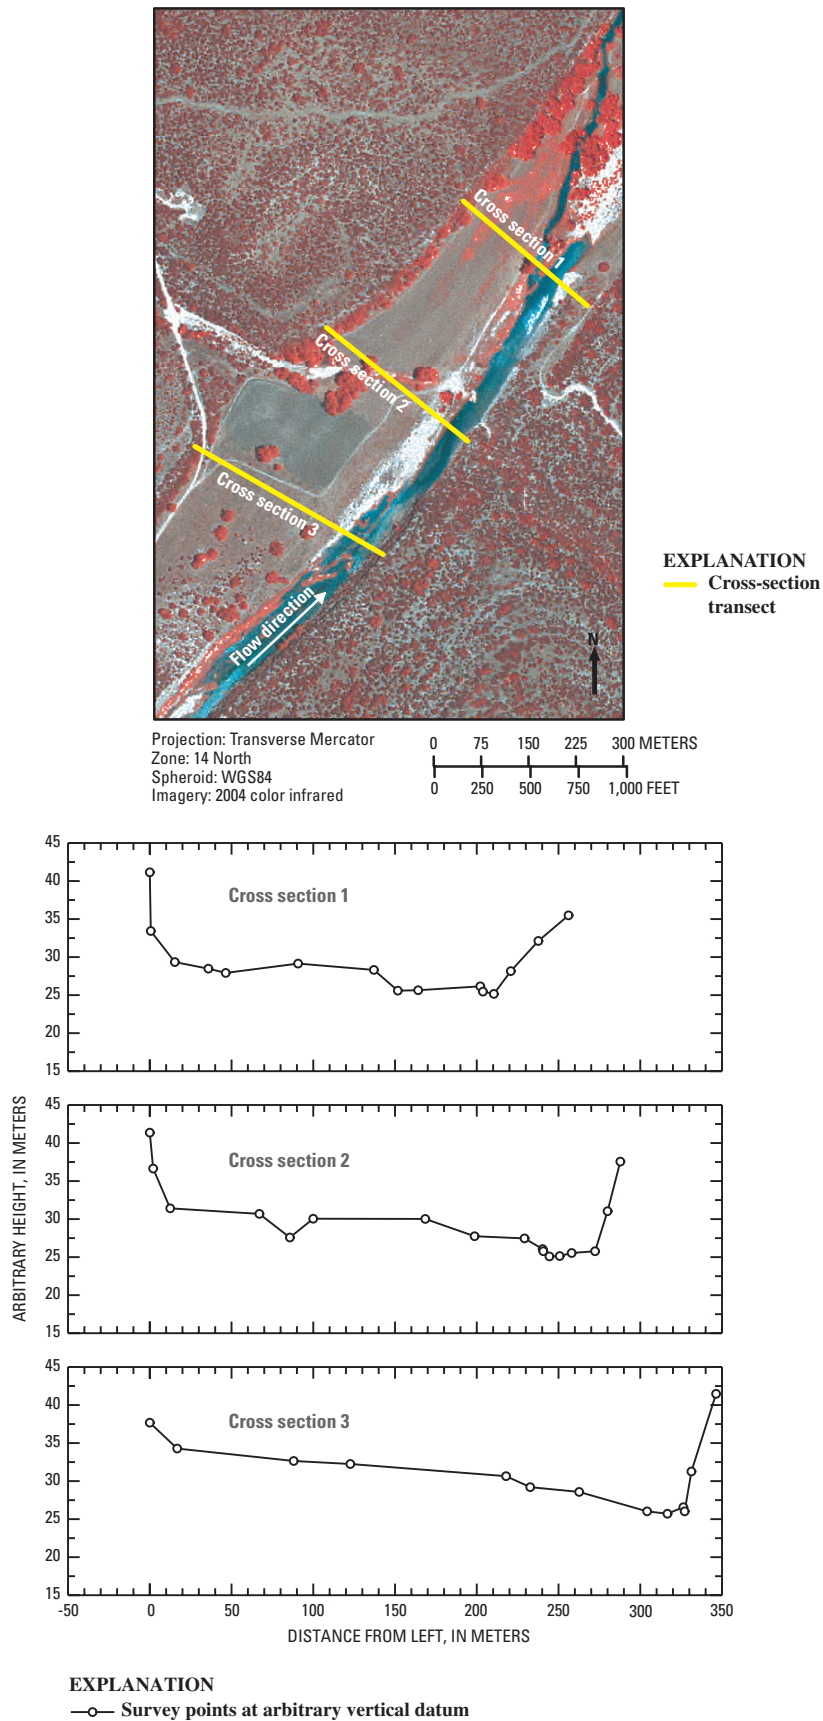 Cross section 1
Cross section 2
Cross section 3
Flow direction
N
EXPLANATION
Cross-section
transect
Projection: Transverse Mercator
Zone: 14 North
Spheroid: WGS84
Imagery: 2004 color infrared
0 75 150 225 300 METERS
0 250 500 750 1,000 FEET
45
40
35
30
25
20
15
Cross section 1
45
40
35
30
25
20
15
Cross section 2
45
40
35
30
25
20
15
Cross section 3
ARBITRARY HEIGHT, IN METERS
-50 0 50 100 150 200 250 300 350
DISTANCE FROM LEFT, IN METERS
EXPLANATION
Survey points at arbitrary vertical datum